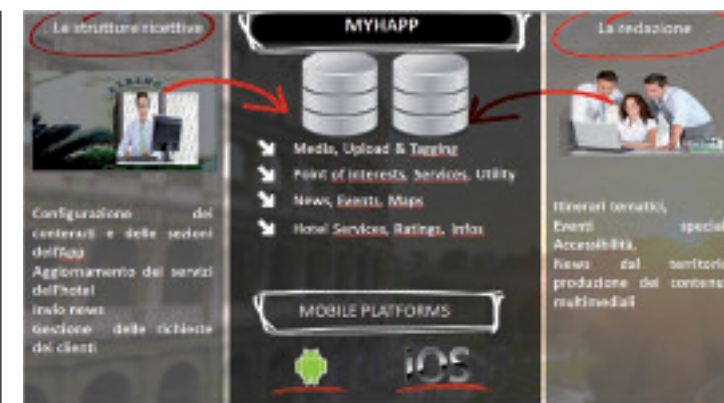 Le strutture ricettive
ALBERGO
Configurazione dei
contenuti e delle sezioni
dell'App
Aggiornamento dei servizi
dell'hotel
Invio news
Gestione delle richieste
dei clienti
MYHAPP
Media, Upload & Tagging
Point of Interests, Services, Utility
News, Events, Maps
Hotel Services, Ratings, Infos
MOBILE PLATFORMS
iOS
La redazione
Itinerari tematici,
Eventi speciali
Accessibilità,
News dal territorio
produzione dei contenuti
multimediali